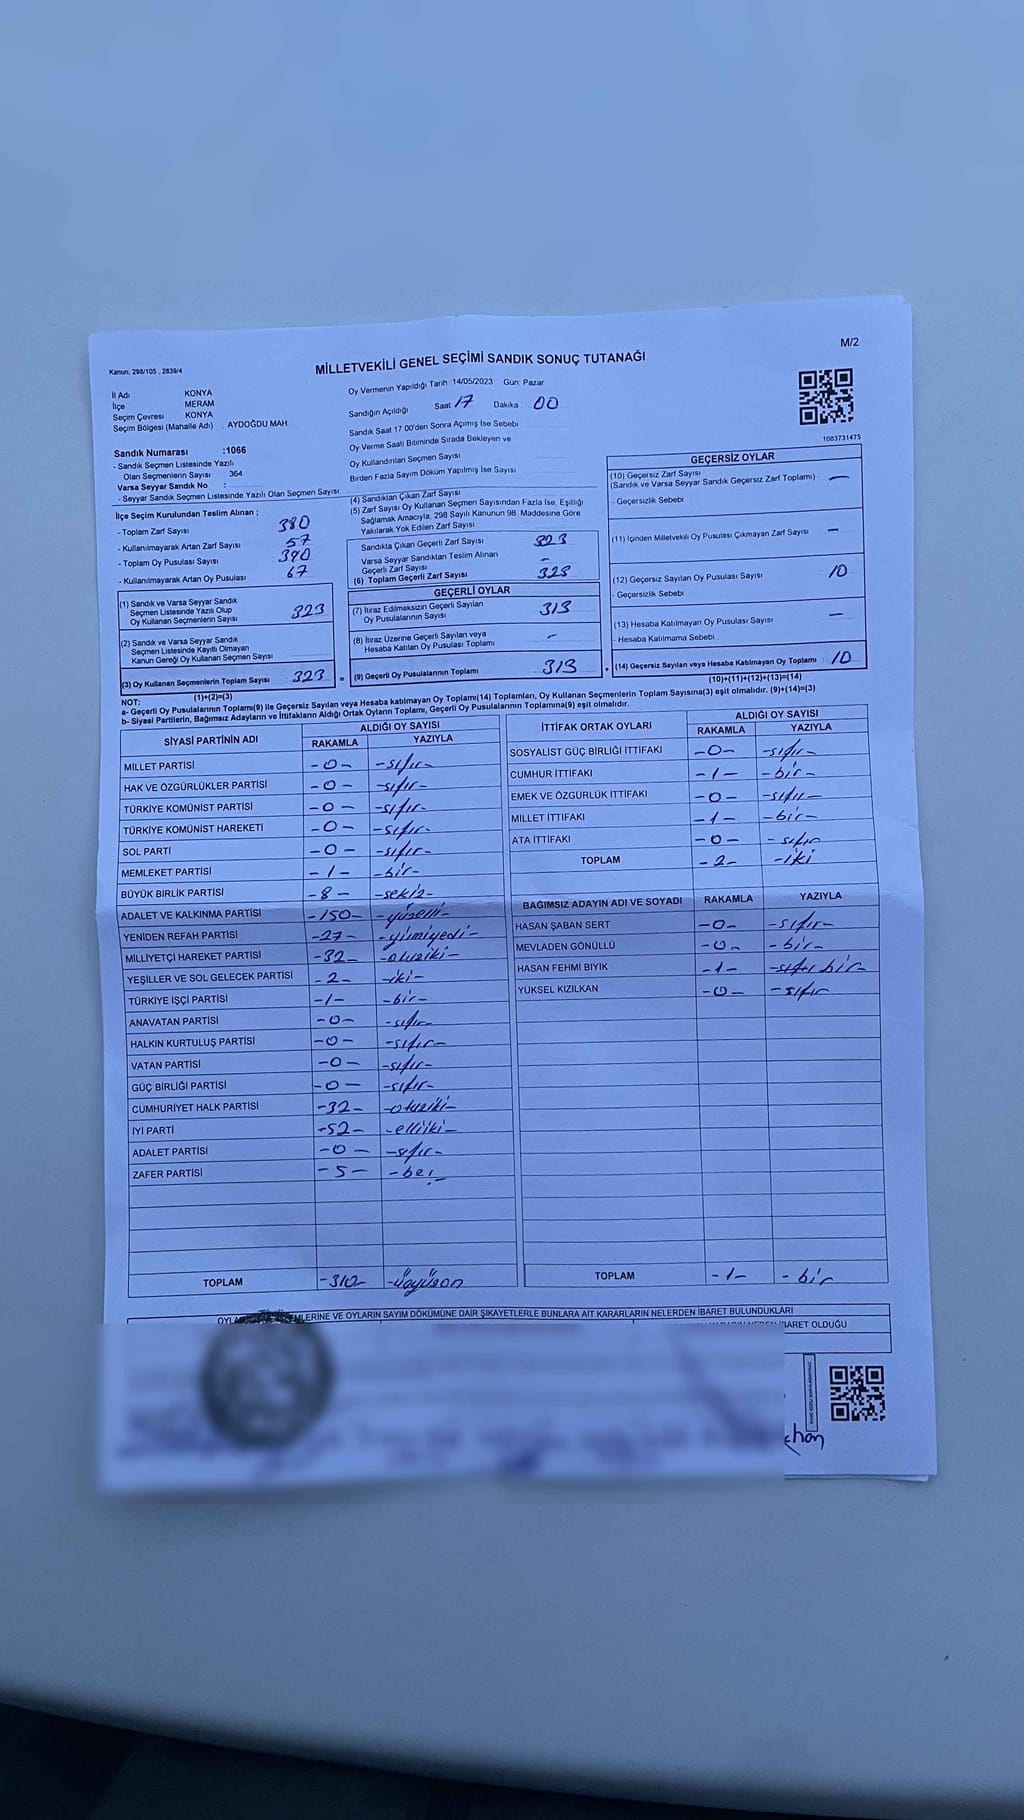 M/2
Kanun; 298/105 , 2839/4
MİLLETVEKİLİ GENEL SEÇİMİ SANDIK SONUÇ TUTANAĞI
İl Adı KONYA
İlçe MERAM
Seçim Çevresi KONYA
Seçim Bölgesi (Mahalle Adı) AYDOĞDU MAH
Sandık Numarası :1066
- Sandık Seçmen Listesinde Yazılı
Olan Seçmenlerin Sayısı : 364
Varsa Seyyar Sandık No :
- Seyyar Sandık Seçmen Listesinde Yazılı Olan Seçmen Sayısı
İlçe Seçim Kurulundan Teslim Alınan ;
- Toplam Zarf Sayısı 380
- Kullanılmayarak Artan Zarf Sayısı 57
- Toplam Oy Pusulası Sayısı 390
- Kullanılmayarak Artan Oy Pusulası 67
(1) Sandık ve Varsa Seyyar Sandık
Seçmen Listesinde Yazılı Olup
Oy Kullanan Seçmenlerin Sayısı 323
(2) Sandık ve Varsa Seyyar Sandık
Seçmen Listesinde Kayıtlı Olmayan
Kanun Gereği Oy Kullanan Seçmen Sayısı
(3) Oy Kullanan Seçmenlerin Toplam Sayısı 323 =
(1)+(2)=(3)
Oy Vermenin Yapıldığı Tarih 14/05/2023 Gün: Pazar
Sandığın Açıldığı Saat 17 Dakika 00
Sandık Saat 17.00'den Sonra Açımış İse Sebebi
Oy Verme Saati Bitiminde Sırada Bekleyen ve
Oy Kullandırılan Seçmen Sayısı
Birden Fazla Sayım Döküm Yapılmış İse Sayısı
(4) Sandıktan Çıkan Zarf Sayısı
(5) Zarf Sayısı Oy Kullanan Seçmen Sayısından Fazla İse, Eşitliği
Sağlamak Amacıyla, 298 Sayılı Kanunun 98. Maddesine Göre
Yakılarak Yok Edilen Zarf Sayısı
Sandıkta Çıkan Geçerli Zarf Sayısı 323
Varsa Seyyar Sandıktan Teslim Alınan
Geçerli Zarf Sayısı -
(6) Toplam Geçerli Zarf Sayısı 323
GEÇERLİ OYLAR
(7) İtiraz Edilmeksizin Geçerli Sayılan
Oy Pusulalarının Sayısı 313
(8) İtiraz Üzerine Geçerli Sayılan veya
Hesaba Katılan Oy Pusulası Toplamı -
(9) Geçerli Oy Pusulalarının Toplamı 313 +
1063731475
GEÇERSİZ OYLAR
(10) Geçersiz Zarf Sayısı
(Sandık ve Varsa Seyyar Sandık Geçersiz Zarf Toplamı) -
- Geçersizlik Sebebi
(11) İçinden Milletvekili Oy Pusulası Çıkmayan Zarf Sayısı -
(12) Geçersiz Sayılan Oy Pusulası Sayısı 10
- Geçersizlik Sebebi
(13) Hesaba Katılmayan Oy Pusulası Sayısı -
- Hesaba Katılmama Sebebi
(14) Geçersiz Sayılan veya Hesaba Katılmayan Oy Toplamı : 10
(10)+(11)+(12)+(13)=(14)
NOT:
a- Geçerli Oy Pusulalarının Toplamı(9) ile Geçersiz Sayılan veya Hesaba katılmayan Oy Toplamı(14) Toplamları, Oy Kullanan Seçmenlerin Toplam Sayısına(3) eşit olmalıdır. (9)+(14)=(3)
b- Siyasi Partilerin, Bağımsız Adayların ve İttifakların Aldığı Ortak Oyların Toplamı, Geçerli Oy Pusulalarının Toplamına(9) eşit olmalıdır.
SİYASİ PARTİNİN ADI ALDIĞI OY SAYISI
RAKAMLA YAZIYLA
MİLLET PARTİSİ -0- -sıfır-
HAK VE ÖZGÜRLÜKLER PARTİSİ -0- -sıfır-
TÜRKİYE KOMÜNİST PARTİSİ -0- -sıfır-
TÜRKİYE KOMÜNİST HAREKETİ -0- -sıfır-
SOL PARTİ -0- -sıfır-
MEMLEKET PARTİSİ -1- -bir-
BÜYÜK BİRLİK PARTİSİ -8- -sekiz-
ADALET VE KALKINMA PARTİSİ -150- -yüzelli-
YENİDEN REFAH PARTİSİ -27- -yirmiyedi-
MİLLİYETÇİ HAREKET PARTİSİ -32- -otuziki-
YEŞİLLER VE SOL GELECEK PARTİSİ -2- -iki-
TÜRKİYE İŞÇİ PARTİSİ -1- -bir-
ANAVATAN PARTİSİ -0- -sıfır-
HALKIN KURTULUŞ PARTİSİ -0- -sıfır-
VATAN PARTİSİ -0- -sıfır-
GÜÇ BİRLİĞİ PARTİSİ -0- -sıfır-
CUMHURİYET HALK PARTİSİ -32- -otuziki-
İYİ PARTİ -52- -elliiki-
ADALET PARTİSİ -0- -sıfır-
ZAFER PARTİSİ -5- -beş-
TOPLAM -310- -üçyüzon
İTTİFAK ORTAK OYLARI ALDIĞI OY SAYISI
RAKAMLA YAZIYLA
SOSYALİST GÜÇ BİRLİĞİ İTTİFAKI -0- -sıfır-
CUMHUR İTTİFAKI -1- -bir-
EMEK VE ÖZGÜRLÜK İTTİFAKI -0- -sıfır-
MİLLET İTTİFAKI -1- -bir-
ATA İTTİFAKI -0- -sıfır
TOPLAM -2- -iki
BAĞIMSIZ ADAYIN ADI VE SOYADI RAKAMLA YAZIYLA
HASAN ŞABAN SERT -0- -sıfır-
MEVLADEN GÖNÜLLÜ -0- -bir-
HASAN FEHMİ BIYIK -1- -sıfır bir-
YÜKSEL KIZILKAN -0- -sıfır
TOPLAM -1- -bir
LERİNE VE OYLARIN SAYIM DÖKÜMÜNE DAİR ŞİKAYETLERLE BUNLARA AİT KARARLARIN NELERDEN İBARET BULUNDUKLARI
İBARET OLDUĞU